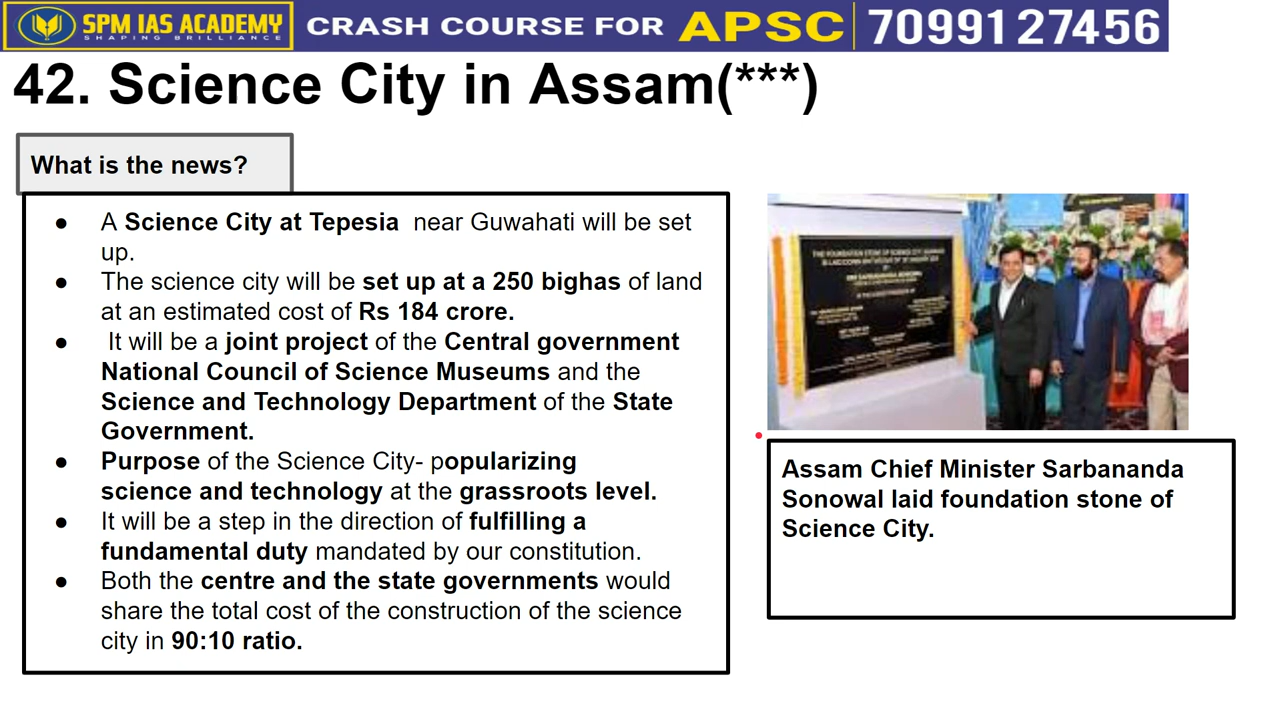 SPM IAS ACADEMY
SHAPING BRILLIANCE
CRASH COURSE FOR APSC 7099127456
42. Science City in Assam(***)
What is the news?
● A Science City at Tepesia near Guwahati will be set
up.
● The science city will be set up at a 250 bighas of land
at an estimated cost of Rs 184 crore.
● It will be a joint project of the Central government
National Council of Science Museums and the
Science and Technology Department of the State
Government.
● Purpose of the Science City- popularizing
science and technology at the grassroots level.
● It will be a step in the direction of fulfilling a
fundamental duty mandated by our constitution.
● Both the centre and the state governments would
share the total cost of the construction of the science
city in 90:10 ratio.
THE FOUNDATION STONE OF SCIENCE CITY, GUWAHATI
Assam Chief Minister Sarbananda
Sonowal laid foundation stone of
Science City.